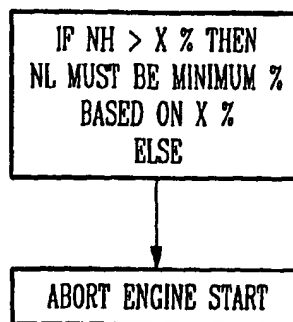 IF NH > X % THEN
NL MUST BE MINIMUM %
BASED ON X %
ELSE
ABORT ENGINE START